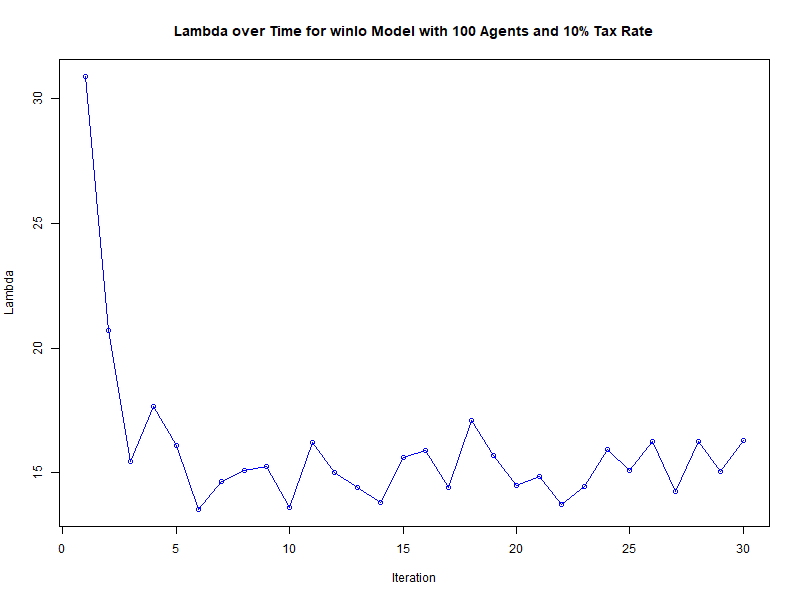 Lambda over Time for winlo Model with 100 Agents and 10% Tax Rate
30
25
20
15
Lambda
0 5 10 15 20 25 30
Iteration